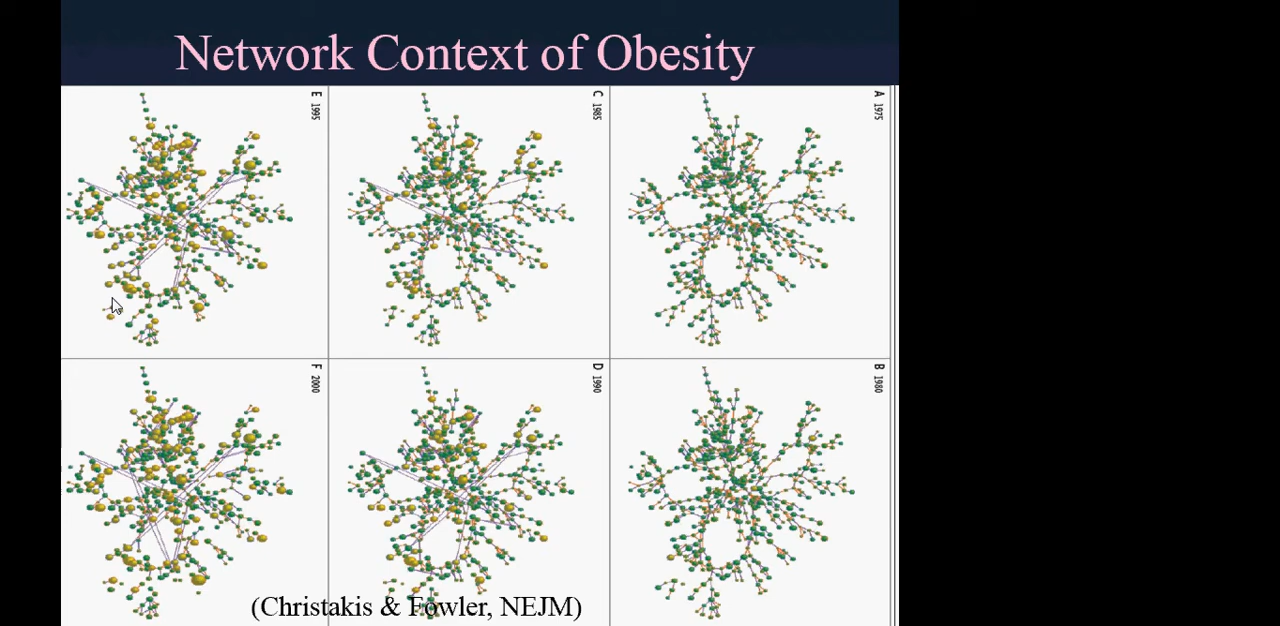 Network Context of Obesity
E 1995
C 1985
A 1975
F 2000
D 1990
B 1980
(Christakis & Fowler, NEJM)